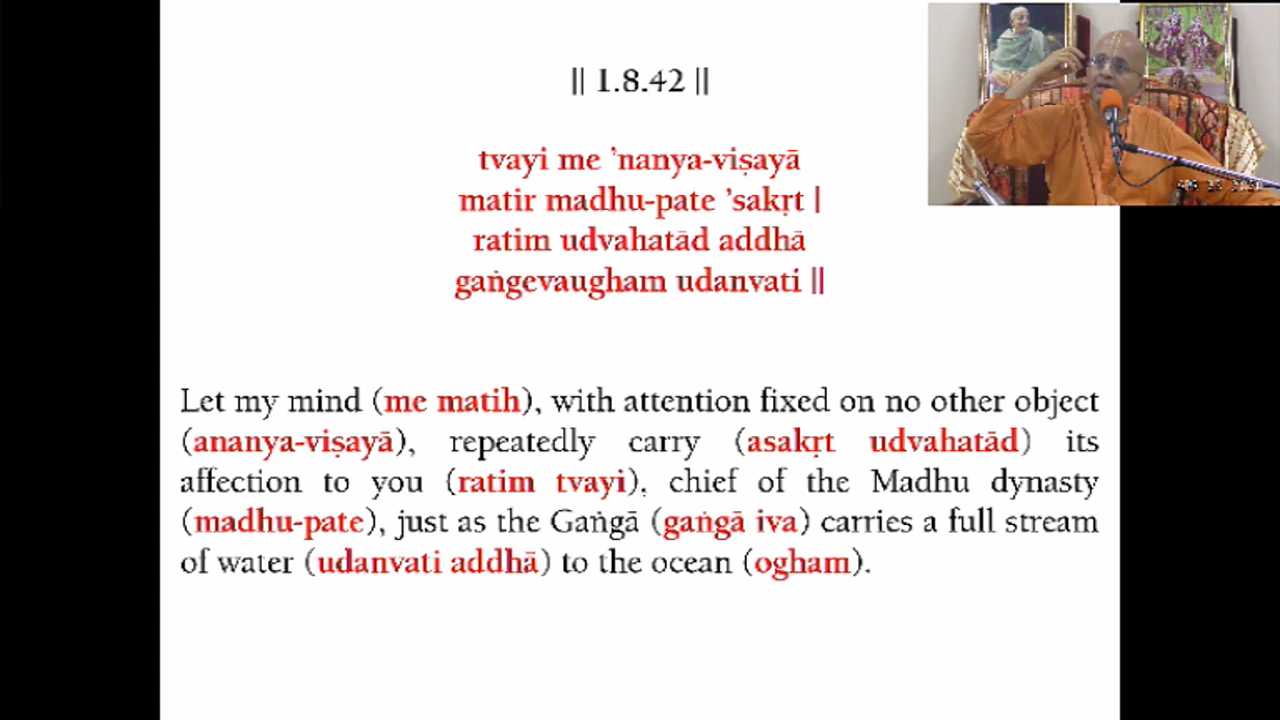 || 1.8.42 ||
tvayi me ’nanya-viṣayā
matir madhu-pate ’sakṛt |
ratim udvahatād addhā
gaṅgevaugham udanvati ||
Let my mind (me matih), with attention fixed on no other object
(ananya-viṣayā), repeatedly carry (asakṛt udvahatād) its
affection to you (ratim tvayi), chief of the Madhu dynasty
(madhu-pate), just as the Gaṅgā (gaṅgā iva) carries a full stream
of water (udanvati addhā) to the ocean (ogham).